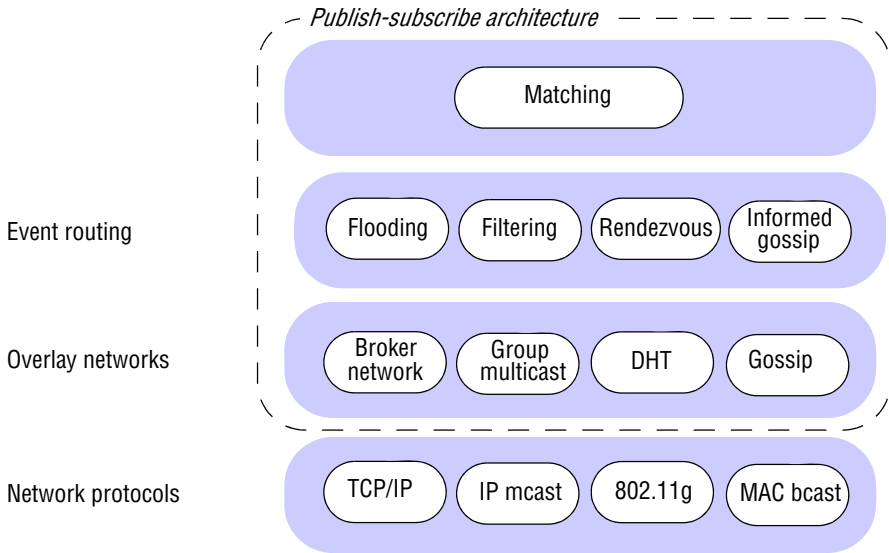 Publish-subscribe architecture
Matching
Event routing
Flooding
Filtering
Rendezvous
Informed
gossip
Overlay networks
Broker
network
Group
multicast
DHT
Gossip
Network protocols
TCP/IP
IP mcast
802.11g
MAC bcast